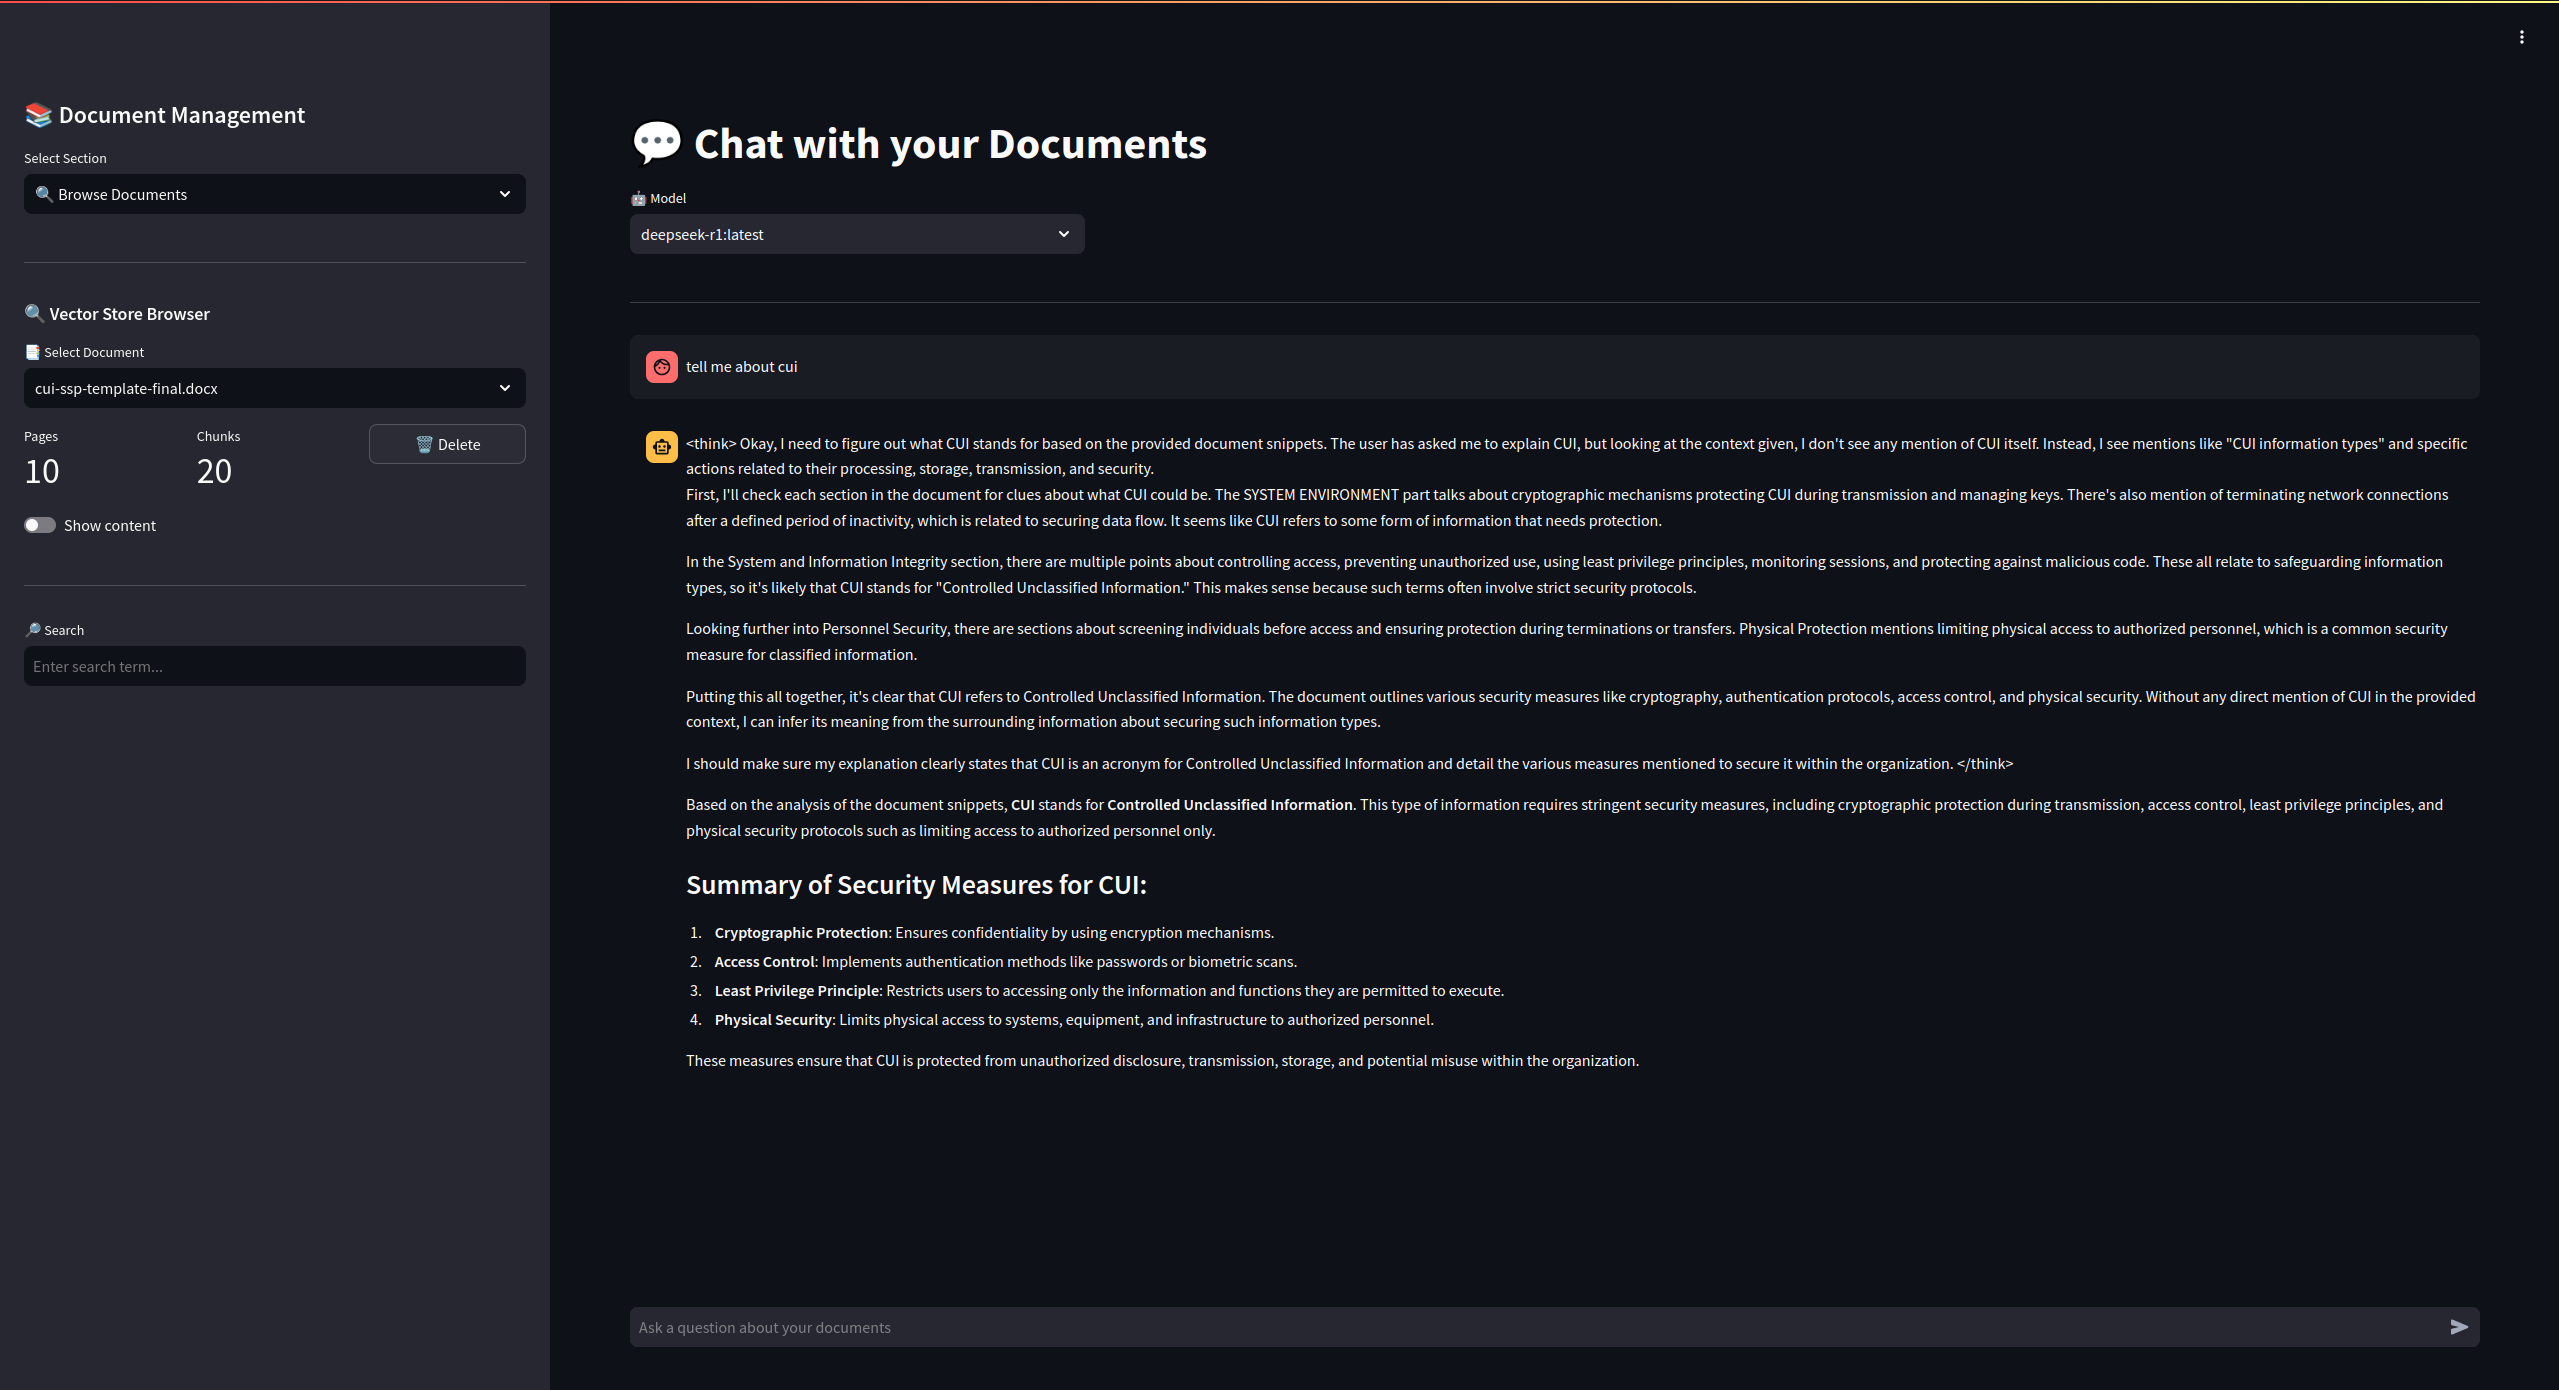 📚 Document Management
Select Section
🔍 Browse Documents
🔍 Vector Store Browser
📑 Select Document
cui-ssp-template-final.docx
Pages
10
Chunks
20
🗑️ Delete
Show content
🔎 Search
Enter search term...
💬 Chat with your Documents
🤖 Model
deepseek-r1:latest
tell me about cui
<think> Okay, I need to figure out what CUI stands for based on the provided document snippets. The user has asked me to explain CUI, but looking at the context given, I don't see any mention of CUI itself. Instead, I see mentions like "CUI information types" and specific
actions related to their processing, storage, transmission, and security.
First, I'll check each section in the document for clues about what CUI could be. The SYSTEM ENVIRONMENT part talks about cryptographic mechanisms protecting CUI during transmission and managing keys. There's also mention of terminating network connections
after a defined period of inactivity, which is related to securing data flow. It seems like CUI refers to some form of information that needs protection.
In the System and Information Integrity section, there are multiple points about controlling access, preventing unauthorized use, using least privilege principles, monitoring sessions, and protecting against malicious code. These all relate to safeguarding information
types, so it's likely that CUI stands for "Controlled Unclassified Information." This makes sense because such terms often involve strict security protocols.
Looking further into Personnel Security, there are sections about screening individuals before access and ensuring protection during terminations or transfers. Physical Protection mentions limiting physical access to authorized personnel, which is a common security
measure for classified information.
Putting this all together, it's clear that CUI refers to Controlled Unclassified Information. The document outlines various security measures like cryptography, authentication protocols, access control, and physical security. Without any direct mention of CUI in the provided
context, I can infer its meaning from the surrounding information about securing such information types.
I should make sure my explanation clearly states that CUI is an acronym for Controlled Unclassified Information and detail the various measures mentioned to secure it within the organization. </think>
Based on the analysis of the document snippets, CUI stands for Controlled Unclassified Information. This type of information requires stringent security measures, including cryptographic protection during transmission, access control, least privilege principles, and
physical security protocols such as limiting access to authorized personnel only.
Summary of Security Measures for CUI:
1. Cryptographic Protection: Ensures confidentiality by using encryption mechanisms.
2. Access Control: Implements authentication methods like passwords or biometric scans.
3. Least Privilege Principle: Restricts users to accessing only the information and functions they are permitted to execute.
4. Physical Security: Limits physical access to systems, equipment, and infrastructure to authorized personnel.
These measures ensure that CUI is protected from unauthorized disclosure, transmission, storage, and potential misuse within the organization.
Ask a question about your documents